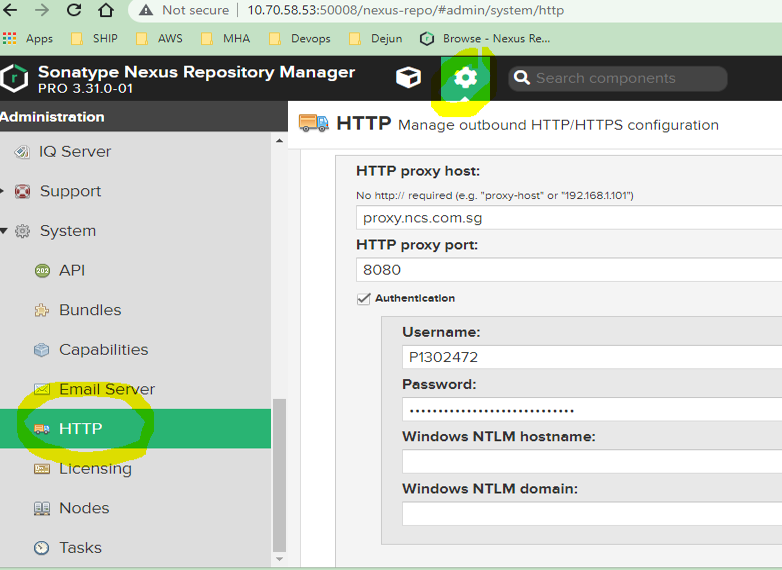 Not secure | 10.70.58.53:50008/nexus-repo/#admin/system/http
Apps SHIP AWS MHA Devops Dejun Browse - Nexus Re...
Sonatype Nexus Repository Manager
PRO 3.31.0-01
Search components
Administration
HTTP Manage outbound HTTP/HTTPS configuration
IQ Server
Support
System
API
Bundles
Capabilities
Email Server
HTTP
Licensing
Nodes
Tasks
HTTP proxy host:
No http:// required (e.g. "proxy-host" or "192.168.1.101")
proxy.ncs.com.sg
HTTP proxy port:
8080
Authentication
Username:
P1302472
Password:
Windows NTLM hostname:
Windows NTLM domain: